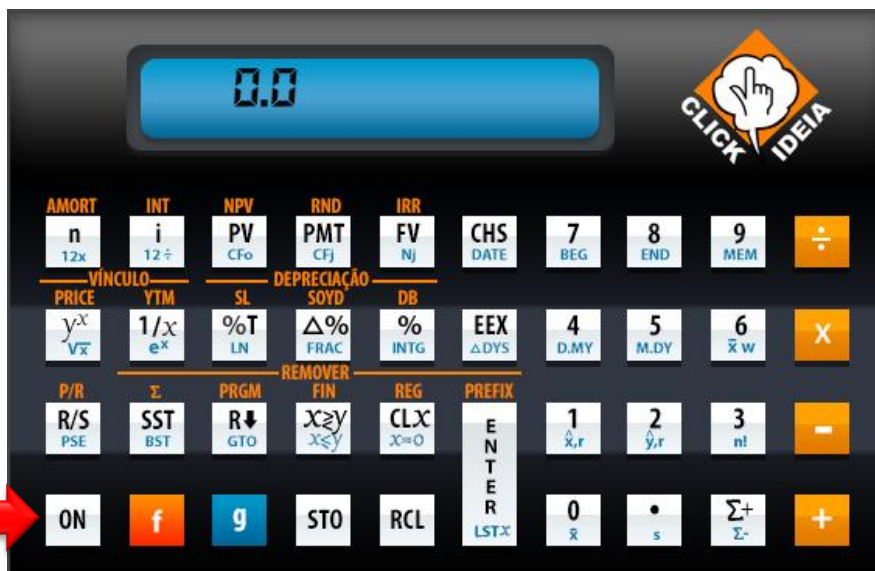 0.0
CLICK IDEIA
AMORT INT NPV RND IRR
n i PV PMT FV CHS 7 8 9 ÷
12x 12÷ CFo CFj Nj DATE BEG END MEM
VÍNCULO DEPRECIAÇÃO
PRICE YTM SL SOYD DB
yˣ 1/x %T Δ% % EEX 4 5 6 X
√x eˣ LN FRAC INTG ΔDYS D.MY M.DY x̄ w
REMOVER
P/R Σ PRGM FIN REG PREFIX
R/S SST R⬇ x≷y CLx ENTER 1 2 3 -
PSE BST GTO x≤y x=0 x̂,r ŷ,r n!
ON f g STO RCL 0 • Σ+ +
LSTx x̄ s Σ-